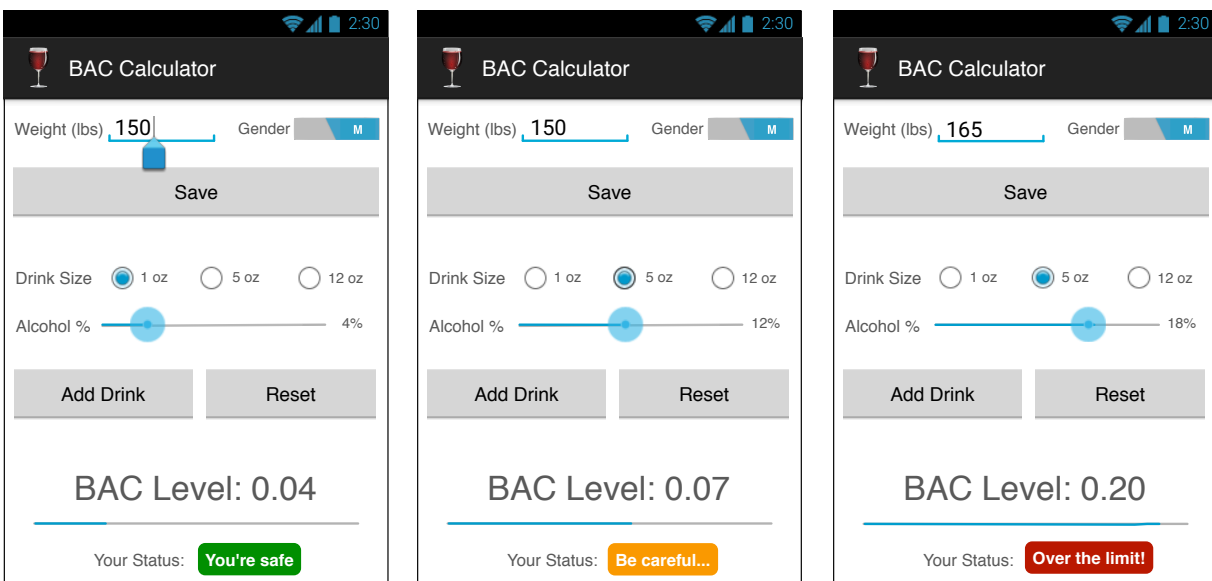 2:30
BAC Calculator
Weight (lbs) 150 Gender M
Save
Drink Size 1 oz 5 oz 12 oz
Alcohol % 4%
Add Drink Reset
BAC Level: 0.04
Your Status: You're safe
2:30
BAC Calculator
Weight (lbs) 150 Gender M
Save
Drink Size 1 oz 5 oz 12 oz
Alcohol % 12%
Add Drink Reset
BAC Level: 0.07
Your Status: Be careful...
2:30
BAC Calculator
Weight (lbs) 165 Gender M
Save
Drink Size 1 oz 5 oz 12 oz
Alcohol % 18%
Add Drink Reset
BAC Level: 0.20
Your Status: Over the limit!